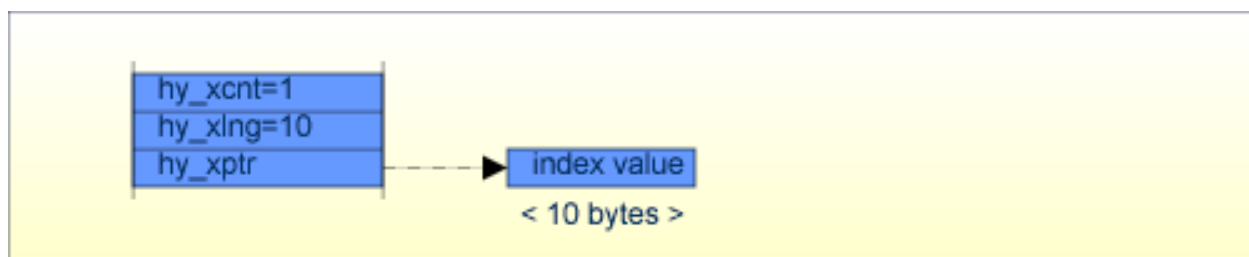 hy_xcnt=1
hy_xlng=10
hy_xptr
index value
< 10 bytes >